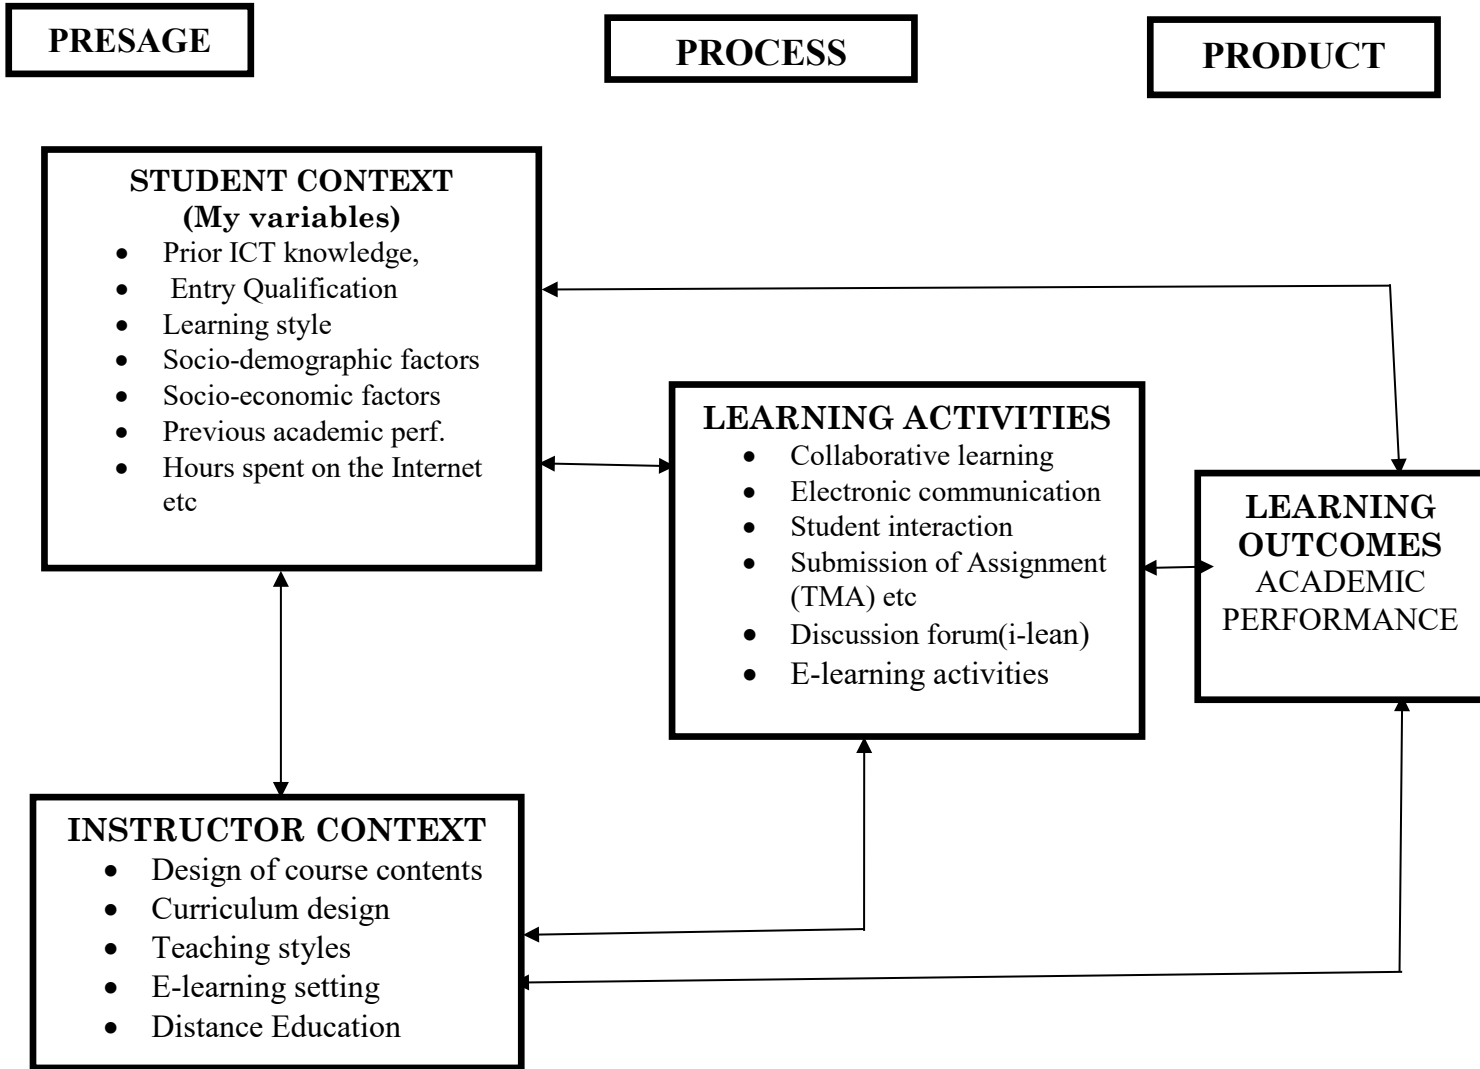 PRESAGE
PROCESS
PRODUCT
STUDENT CONTEXT
(My variables)
• Prior ICT knowledge,
• Entry Qualification
• Learning style
• Socio-demographic factors
• Socio-economic factors
• Previous academic perf.
• Hours spent on the Internet
etc
LEARNING ACTIVITIES
• Collaborative learning
• Electronic communication
• Student interaction
• Submission of Assignment
(TMA) etc
• Discussion forum(i-lean)
• E-learning activities
LEARNING
OUTCOMES
ACADEMIC
PERFORMANCE
INSTRUCTOR CONTEXT
• Design of course contents
• Curriculum design
• Teaching styles
• E-learning setting
• Distance Education